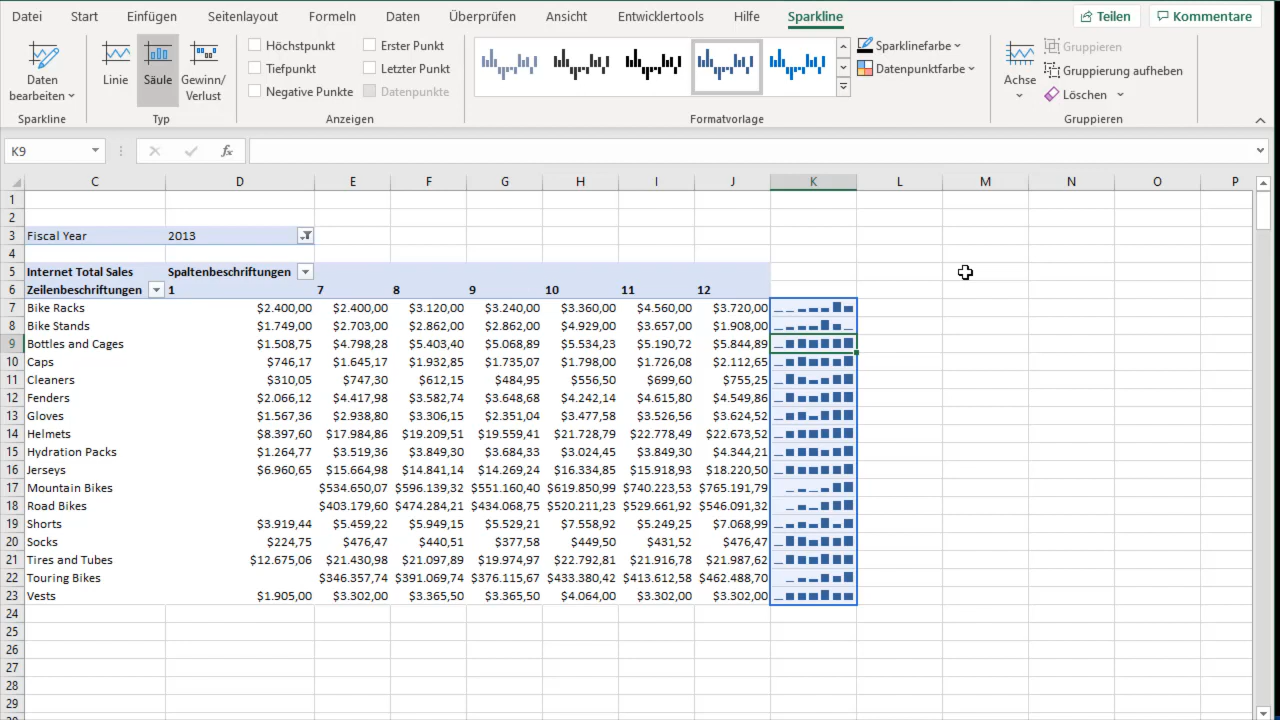 Datei Start Einfügen Seitenlayout Formeln Daten Überprüfen Ansicht Entwicklertools Hilfe Sparkline Teilen Kommentare
Daten bearbeiten
Sparkline
Linie Säule Gewinn/Verlust
Typ
Höchstpunkt Erster Punkt
Tiefpunkt Letzter Punkt
Negative Punkte Datenpunkte
Anzeigen
Formatvorlage
Sparklinefarbe
Datenpunktfarbe
Achse
Gruppieren
Gruppierung aufheben
Löschen
Gruppieren
K9 fx
C D E F G H I J K L M N O P
1
2
3 Fiscal Year 2013
4
5 Internet Total Sales Spaltenbeschriftungen
6 Zeilenbeschriftungen 1 7 8 9 10 11 12
7 Bike Racks $2.400,00 $2.400,00 $3.120,00 $3.240,00 $3.360,00 $4.560,00 $3.720,00
8 Bike Stands $1.749,00 $2.703,00 $2.862,00 $2.862,00 $4.929,00 $3.657,00 $1.908,00
9 Bottles and Cages $1.508,75 $4.798,28 $5.403,40 $5.068,89 $5.534,23 $5.190,72 $5.844,89
10 Caps $746,17 $1.645,17 $1.932,85 $1.735,07 $1.798,00 $1.726,08 $2.112,65
11 Cleaners $310,05 $747,30 $612,15 $484,95 $556,50 $699,60 $755,25
12 Fenders $2.066,12 $4.417,98 $3.582,74 $3.648,68 $4.242,14 $4.615,80 $4.549,86
13 Gloves $1.567,36 $2.938,80 $3.306,15 $2.351,04 $3.477,58 $3.526,56 $3.624,52
14 Helmets $8.397,60 $17.984,86 $19.209,51 $19.559,41 $21.728,79 $22.778,49 $22.673,52
15 Hydration Packs $1.264,77 $3.519,36 $3.849,30 $3.684,33 $3.024,45 $3.849,30 $4.344,21
16 Jerseys $6.960,65 $15.664,98 $14.841,14 $14.269,24 $16.334,85 $15.918,93 $18.220,50
17 Mountain Bikes $534.650,07 $596.139,32 $551.160,40 $619.850,99 $740.223,53 $765.191,79
18 Road Bikes $403.179,60 $474.284,21 $434.068,75 $520.211,23 $529.661,92 $546.091,32
19 Shorts $3.919,44 $5.459,22 $5.949,15 $5.529,21 $7.558,92 $5.249,25 $7.068,99
20 Socks $224,75 $476,47 $440,51 $377,58 $449,50 $431,52 $476,47
21 Tires and Tubes $12.675,06 $21.430,98 $21.097,89 $19.974,97 $22.792,81 $21.916,78 $21.987,62
22 Touring Bikes $346.357,74 $391.069,74 $376.115,67 $433.380,42 $413.612,58 $462.488,70
23 Vests $1.905,00 $3.302,00 $3.365,50 $3.365,50 $4.064,00 $3.302,00 $3.302,00
24
25
26
27
28
29